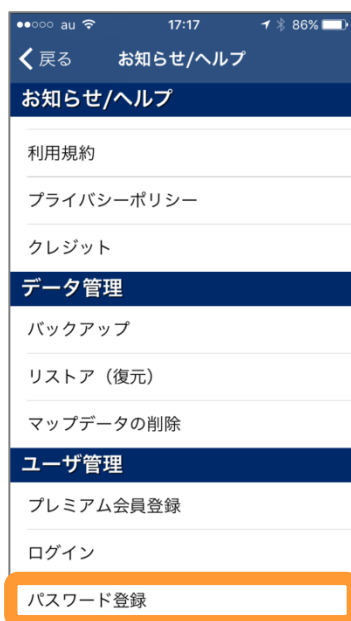 ●●○○○ au 17:17 86%
戻る お知らせ/ヘルプ
お知らせ/ヘルプ
利用規約
プライバシーポリシー
クレジット
データ管理
バックアップ
リストア（復元）
マップデータの削除
ユーザ管理
プレミアム会員登録
ログイン
パスワード登録